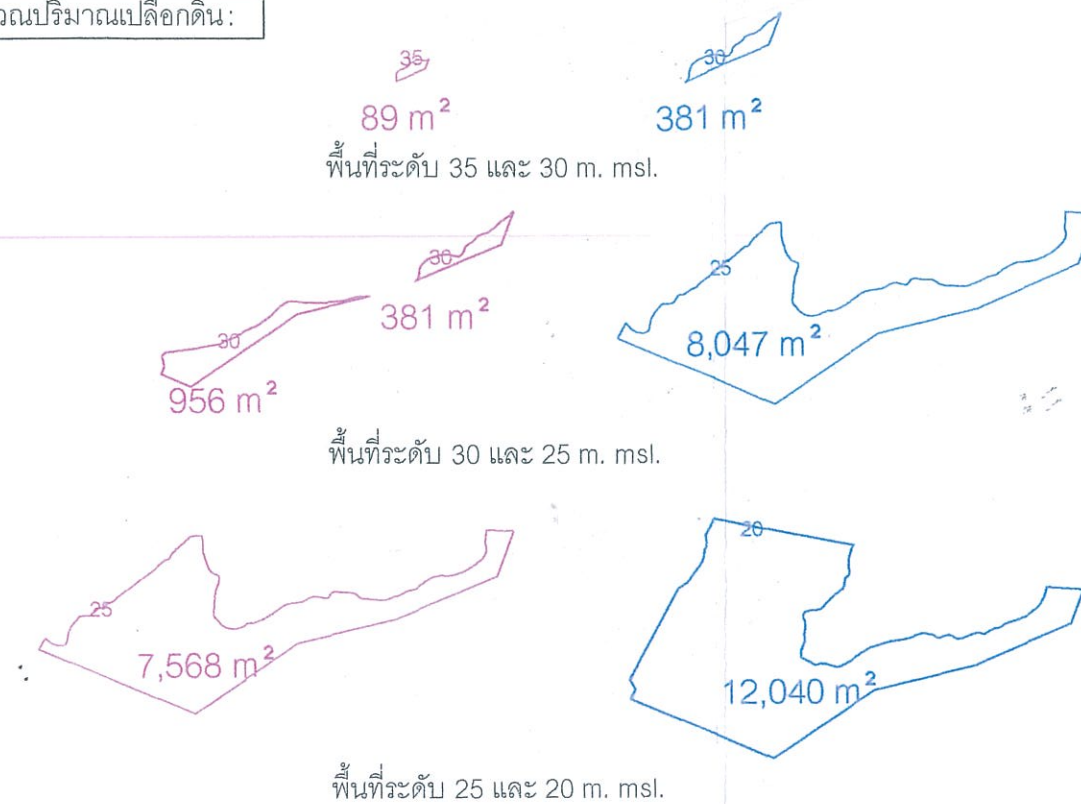 ปริมาณเปลือกดิน:
35
30
89 m²
381 m²
พื้นที่ระดับ 35 และ 30 m. msl.
30
25
381 m²
30
8,047 m²
956 m²
พื้นที่ระดับ 30 และ 25 m. msl.
20
25
7,568 m²
12,040 m²
พื้นที่ระดับ 25 และ 20 m. msl.